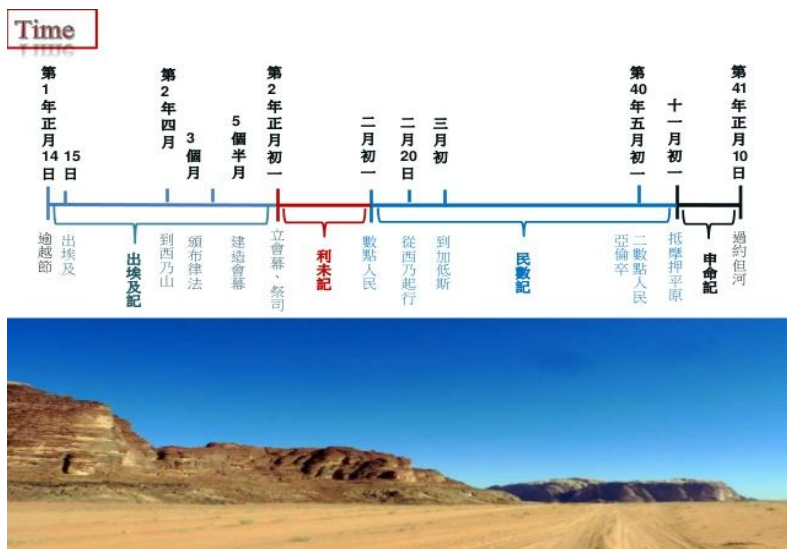 Time
第1年正月14日
15日
第2年四月
3個月
5個半月
第2年正月初一
二月初一
二月20日
三月初
第40年五月初一
十一月初一
第41年正月10日
逾越節
出埃及
出埃及記
到西乃山
頒布律法
建造會幕
立會幕、祭司
利未記
數點人民
從西乃起行
到加低斯
民數記
二數點人民
亞倫卒
抵摩押平原
申命記
過約但河